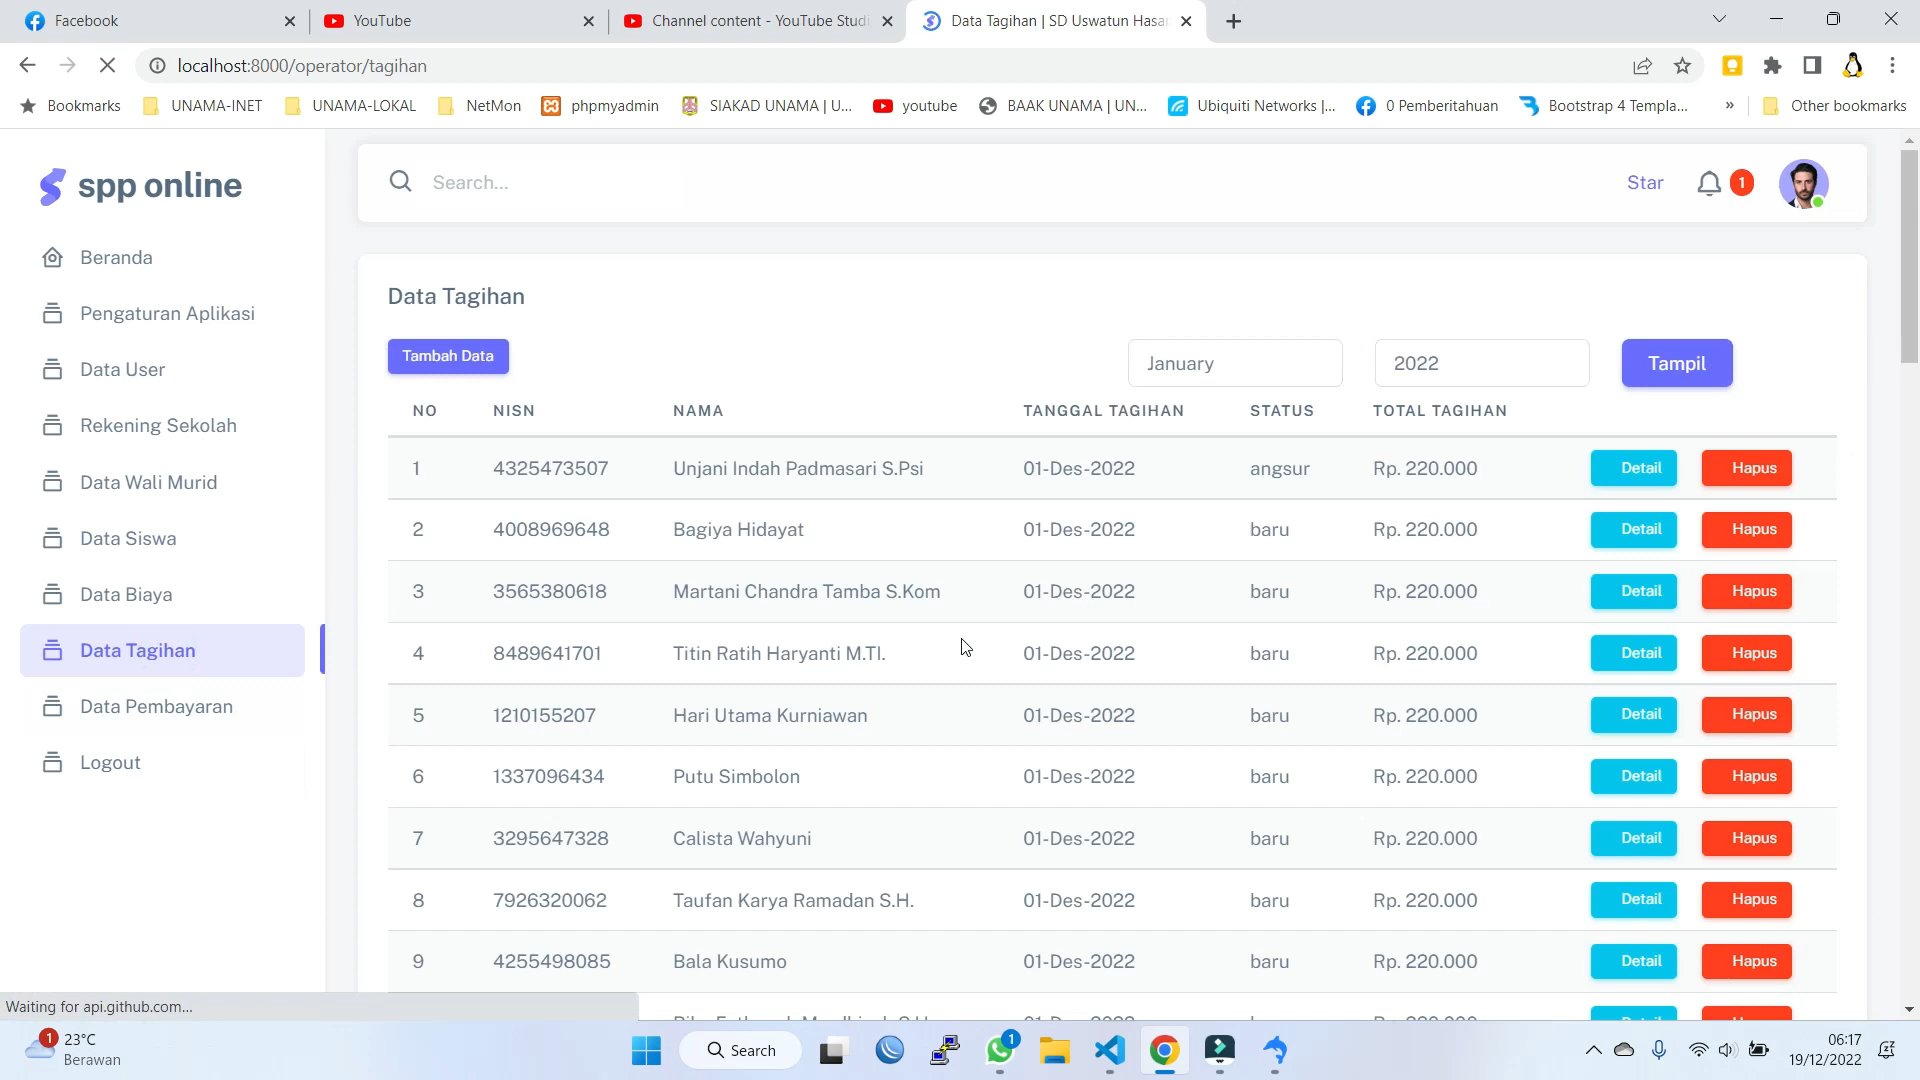 Facebook
YouTube
Channel content - YouTube Studi
Data Tagihan | SD Uswatun Hasa
localhost:8000/operator/tagihan
Bookmarks
UNAMA-INET
UNAMA-LOKAL
NetMon
phpmyadmin
SIAKAD UNAMA | U...
youtube
BAAK UNAMA | UN...
Ubiquiti Networks |...
0 Pemberitahuan
Bootstrap 4 Templa...
»
Other bookmarks
spp online
Search...
Star
1
Beranda
Pengaturan Aplikasi
Data User
Rekening Sekolah
Data Wali Murid
Data Siswa
Data Biaya
Data Tagihan
Data Pembayaran
Logout
Data Tagihan
Tambah Data
January
2022
Tampil
NO NISN NAMA TANGGAL TAGIHAN STATUS TOTAL TAGIHAN
1 4325473507 Unjani Indah Padmasari S.Psi 01-Des-2022 angsur Rp. 220.000 Detail Hapus
2 4008969648 Bagiya Hidayat 01-Des-2022 baru Rp. 220.000 Detail Hapus
3 3565380618 Martani Chandra Tamba S.Kom 01-Des-2022 baru Rp. 220.000 Detail Hapus
4 8489641701 Titin Ratih Haryanti M.TI. 01-Des-2022 baru Rp. 220.000 Detail Hapus
5 1210155207 Hari Utama Kurniawan 01-Des-2022 baru Rp. 220.000 Detail Hapus
6 1337096434 Putu Simbolon 01-Des-2022 baru Rp. 220.000 Detail Hapus
7 3295647328 Calista Wahyuni 01-Des-2022 baru Rp. 220.000 Detail Hapus
8 7926320062 Taufan Karya Ramadan S.H. 01-Des-2022 baru Rp. 220.000 Detail Hapus
9 4255498085 Bala Kusumo 01-Des-2022 baru Rp. 220.000 Detail Hapus
Waiting for api.github.com...
1
23°C
Berawan
Search
1
06:17
19/12/2022